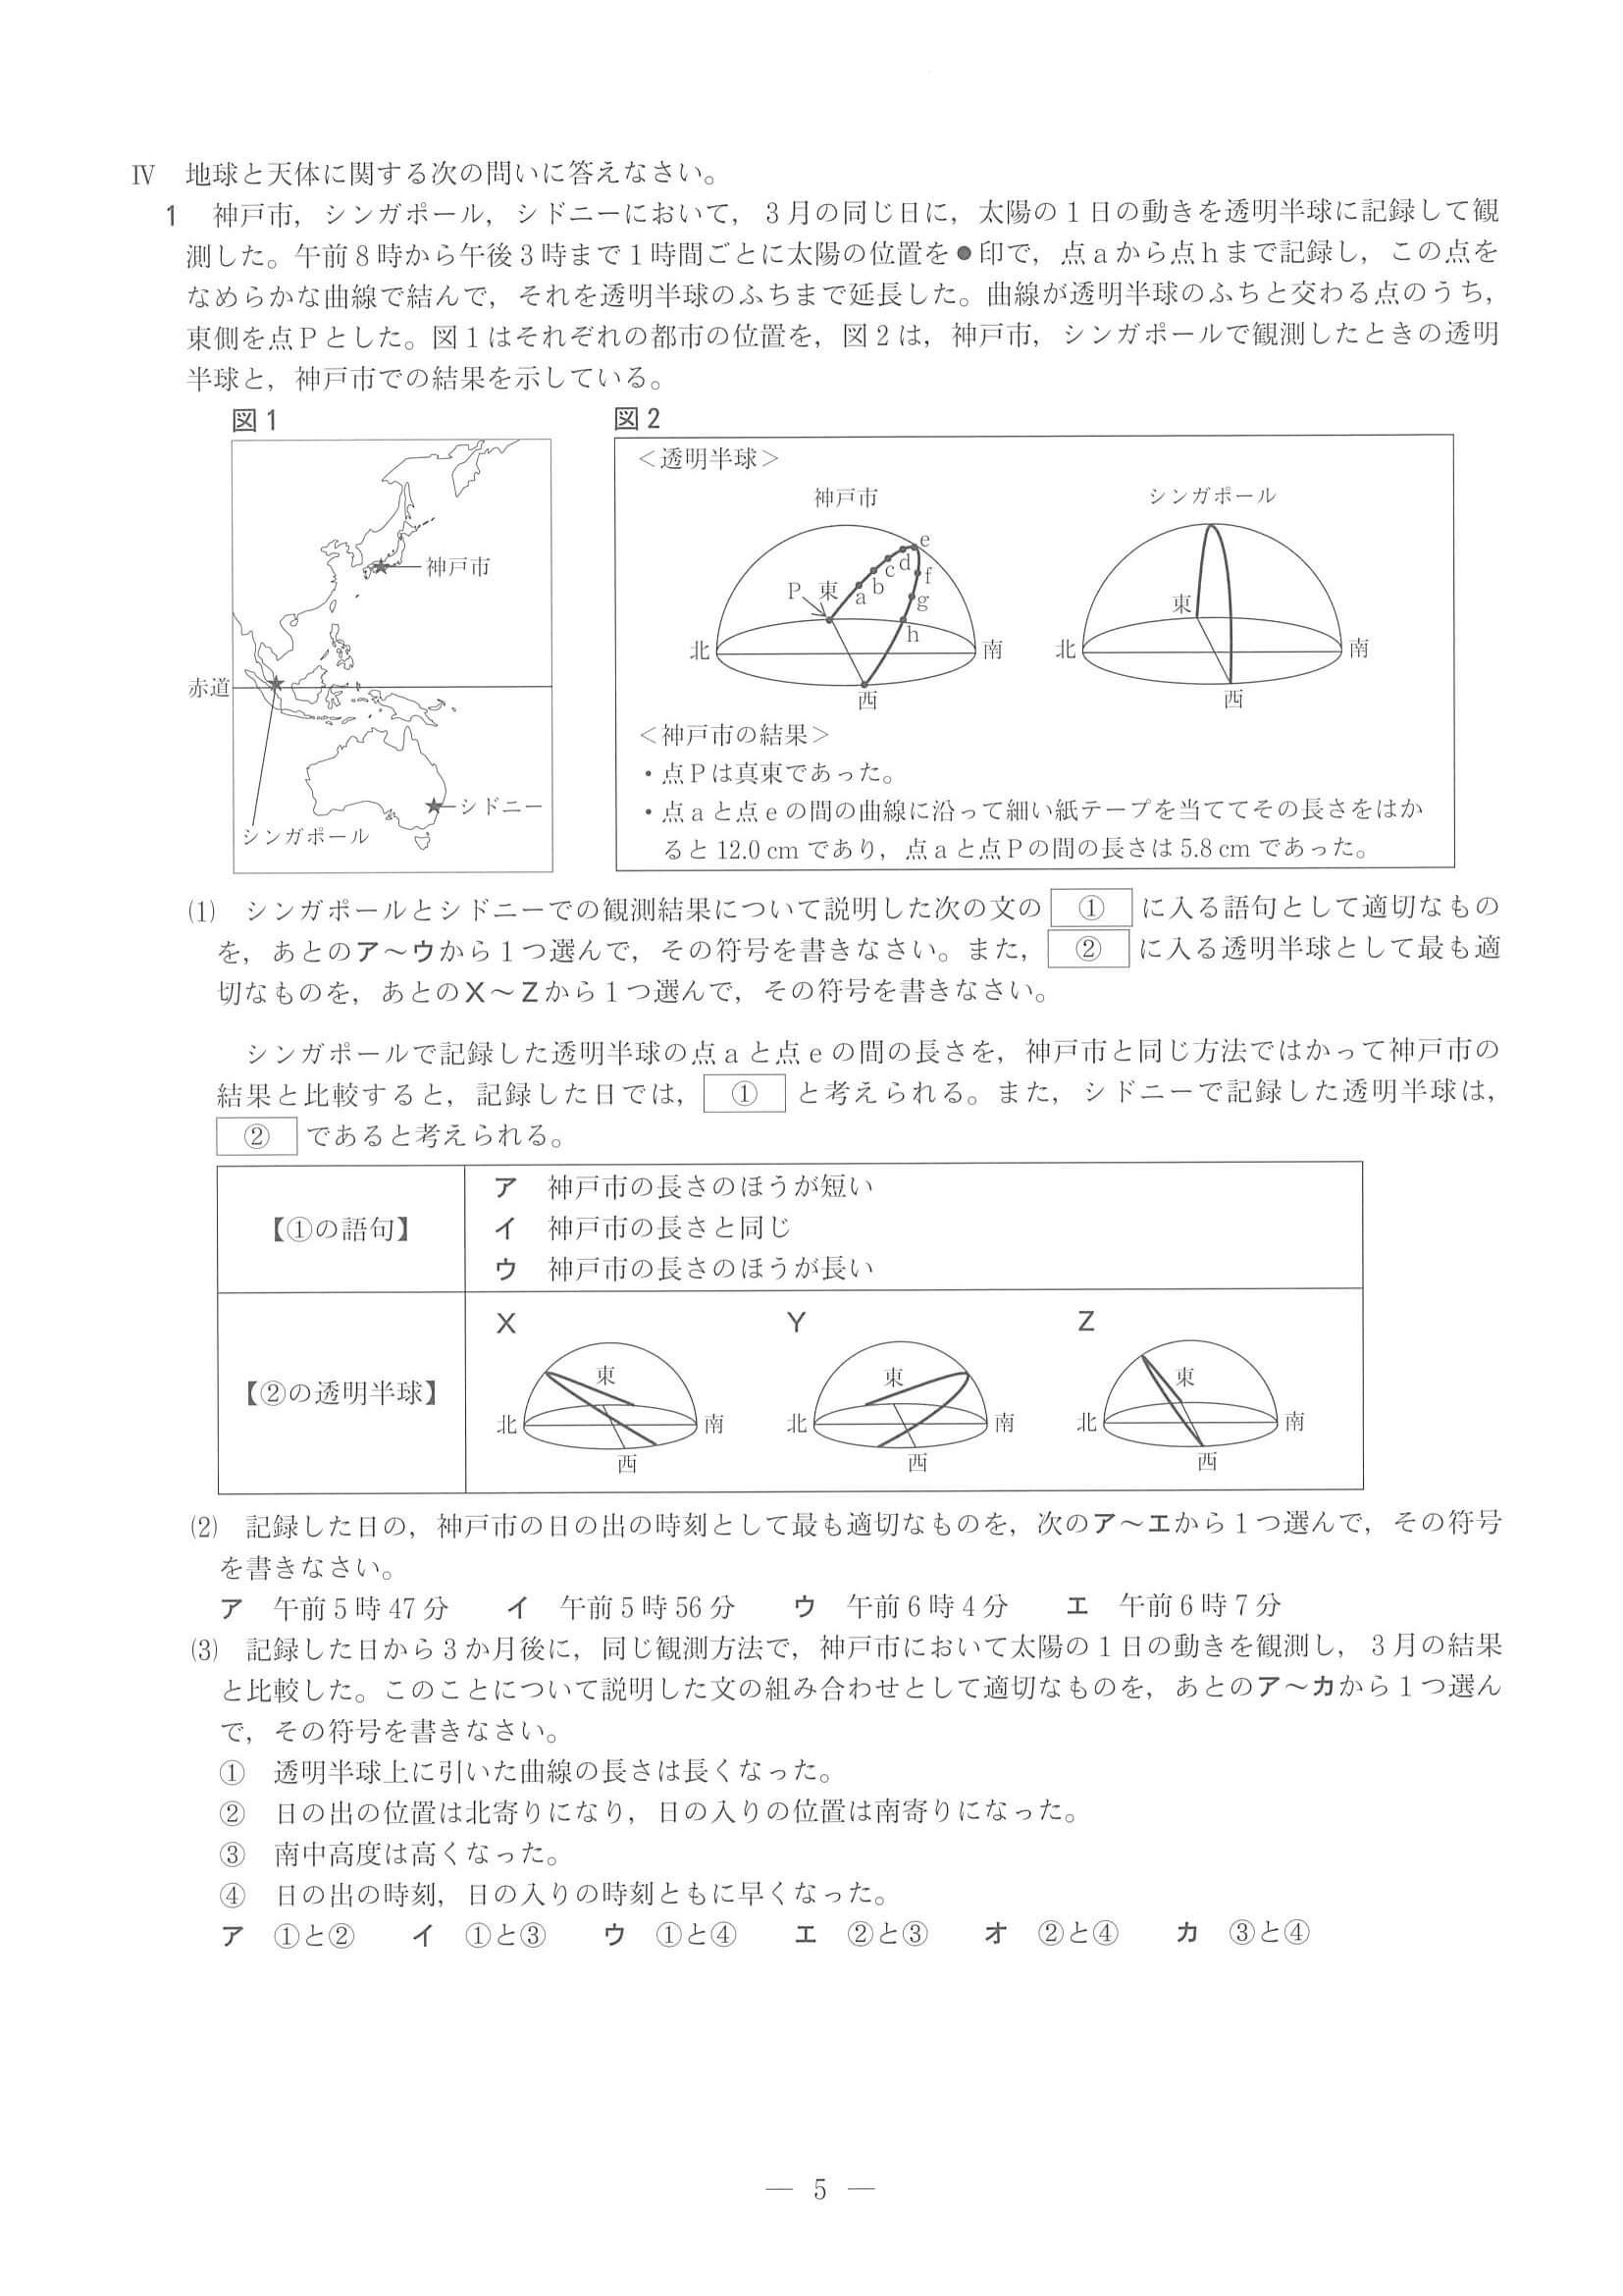 Ⅳ 地球と天体に関する次の問いに答えなさい。
1 神戸市，シンガポール，シドニーにおいて，3月の同じ日に，太陽の1日の動きを透明半球に記録して観
測した。午前8時から午後3時まで1時間ごとに太陽の位置を●印で，点aから点hまで記録し，この点を
なめらかな曲線で結んで，それを透明半球のふちまで延長した。曲線が透明半球のふちと交わる点のうち，
東側を点Pとした。図1はそれぞれの都市の位置を，図2は，神戸市，シンガポールで観測したときの透明
半球と，神戸市での結果を示している。
図1
神戸市
赤道
シドニー
シンガポール
図2
＜透明半球＞
神戸市
P 東 a b c d e f g h
北 南
西
シンガポール
東
北 南
西
＜神戸市の結果＞
・点Pは真東であった。
・点aと点eの間の曲線に沿って細い紙テープを当ててその長さをはか
ると12.0 cmであり，点aと点Pの間の長さは5.8 cmであった。
⑴ シンガポールとシドニーでの観測結果について説明した次の文の ① に入る語句として適切なもの
を，あとのア～ウから1つ選んで，その符号を書きなさい。また， ② に入る透明半球として最も適
切なものを，あとのX～Zから1つ選んで，その符号を書きなさい。
シンガポールで記録した透明半球の点aと点eの間の長さを，神戸市と同じ方法ではかって神戸市の
結果と比較すると，記録した日では， ① と考えられる。また，シドニーで記録した透明半球は，
② であると考えられる。
【①の語句】
ア 神戸市の長さのほうが短い
イ 神戸市の長さと同じ
ウ 神戸市の長さのほうが長い
【②の透明半球】
X Y Z
東 東 東
北 南 北 南 北 南
西 西 西
⑵ 記録した日の，神戸市の日の出の時刻として最も適切なものを，次のア～エから1つ選んで，その符号
を書きなさい。
ア 午前5時47分 イ 午前5時56分 ウ 午前6時4分 エ 午前6時7分
⑶ 記録した日から3か月後に，同じ観測方法で，神戸市において太陽の1日の動きを観測し，3月の結果
と比較した。このことについて説明した文の組み合わせとして適切なものを，あとのア～カから1つ選ん
で，その符号を書きなさい。
① 透明半球上に引いた曲線の長さは長くなった。
② 日の出の位置は北寄りになり，日の入りの位置は南寄りになった。
③ 南中高度は高くなった。
④ 日の出の時刻，日の入りの時刻ともに早くなった。
ア ①と② イ ①と③ ウ ①と④ エ ②と③ オ ②と④ カ ③と④
— 5 —